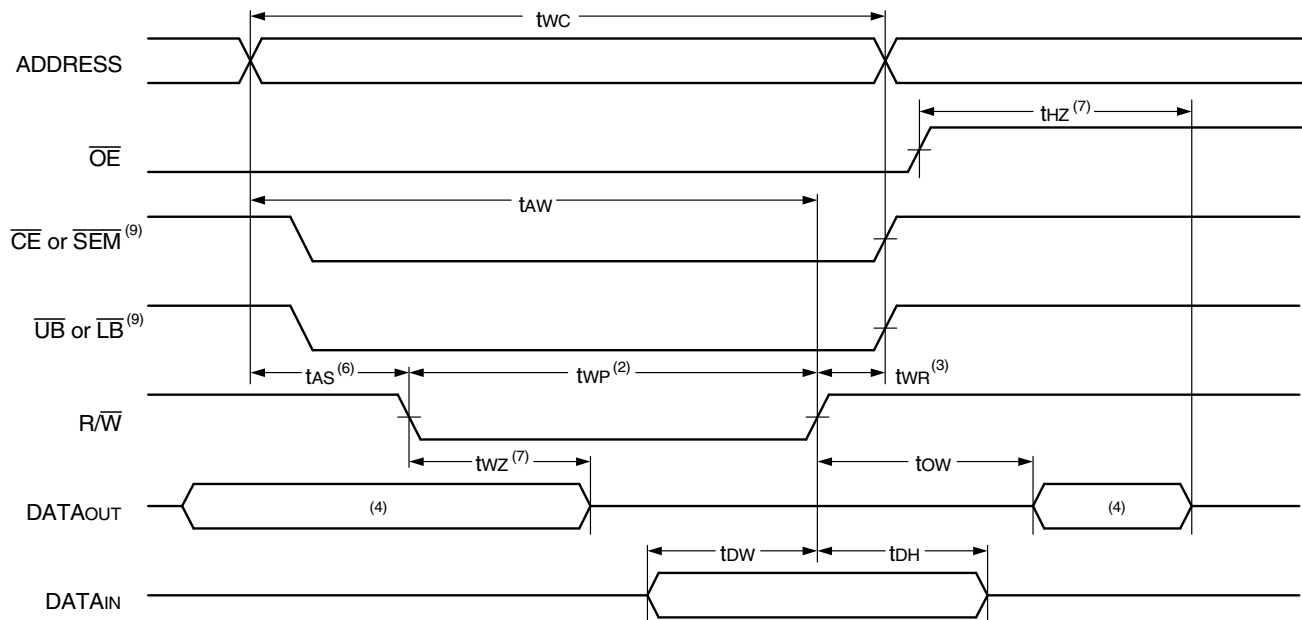 tWC
ADDRESS
tHZ (7)
OE
tAW
CE or SEM (9)
UB or LB (9)
tAS (6) tWP (2) tWR (3)
R/W
tWZ (7) tOW
DATAOUT (4) (4)
tDW tDH
DATAIN